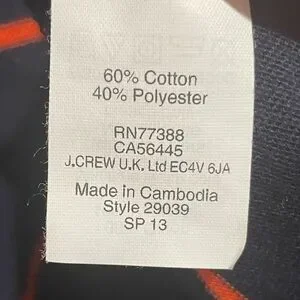 60% Cotton
40% Polyester
RN77388
CA56445
J.CREW U.K. Ltd EC4V 6JA
Made in Cambodia
Style 29039
SP 13